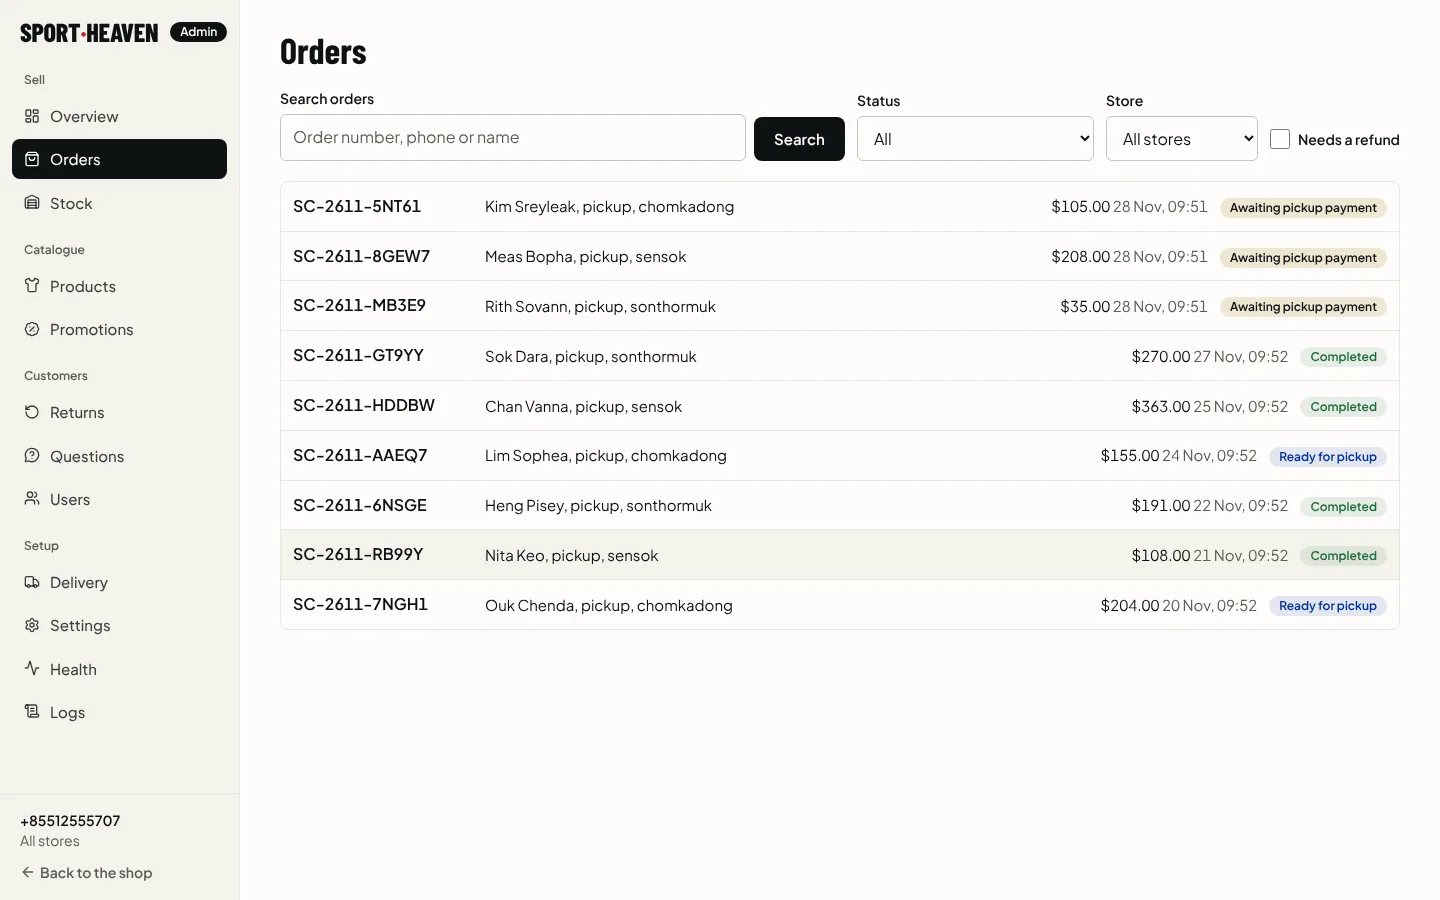 SPORT·HEAVEN Admin
Sell
Overview
Orders
Stock
Catalogue
Products
Promotions
Customers
Returns
Questions
Users
Setup
Delivery
Settings
Health
Logs
+85512555707
All stores
← Back to the shop
Orders
Search orders
Order number, phone or name
Search
Status
All
Store
All stores
Needs a refund
SC-2611-5NT61 Kim Sreyleak, pickup, chomkadong $105.00 28 Nov, 09:51 Awaiting pickup payment
SC-2611-8GEW7 Meas Bopha, pickup, sensok $208.00 28 Nov, 09:51 Awaiting pickup payment
SC-2611-MB3E9 Rith Sovann, pickup, sonthormuk $35.00 28 Nov, 09:51 Awaiting pickup payment
SC-2611-GT9YY Sok Dara, pickup, sonthormuk $270.00 27 Nov, 09:52 Completed
SC-2611-HDDBW Chan Vanna, pickup, sensok $363.00 25 Nov, 09:52 Completed
SC-2611-AAEQ7 Lim Sophea, pickup, chomkadong $155.00 24 Nov, 09:52 Ready for pickup
SC-2611-6NSGE Heng Pisey, pickup, sonthormuk $191.00 22 Nov, 09:52 Completed
SC-2611-RB99Y Nita Keo, pickup, sensok $108.00 21 Nov, 09:52 Completed
SC-2611-7NGH1 Ouk Chenda, pickup, chomkadong $204.00 20 Nov, 09:52 Ready for pickup